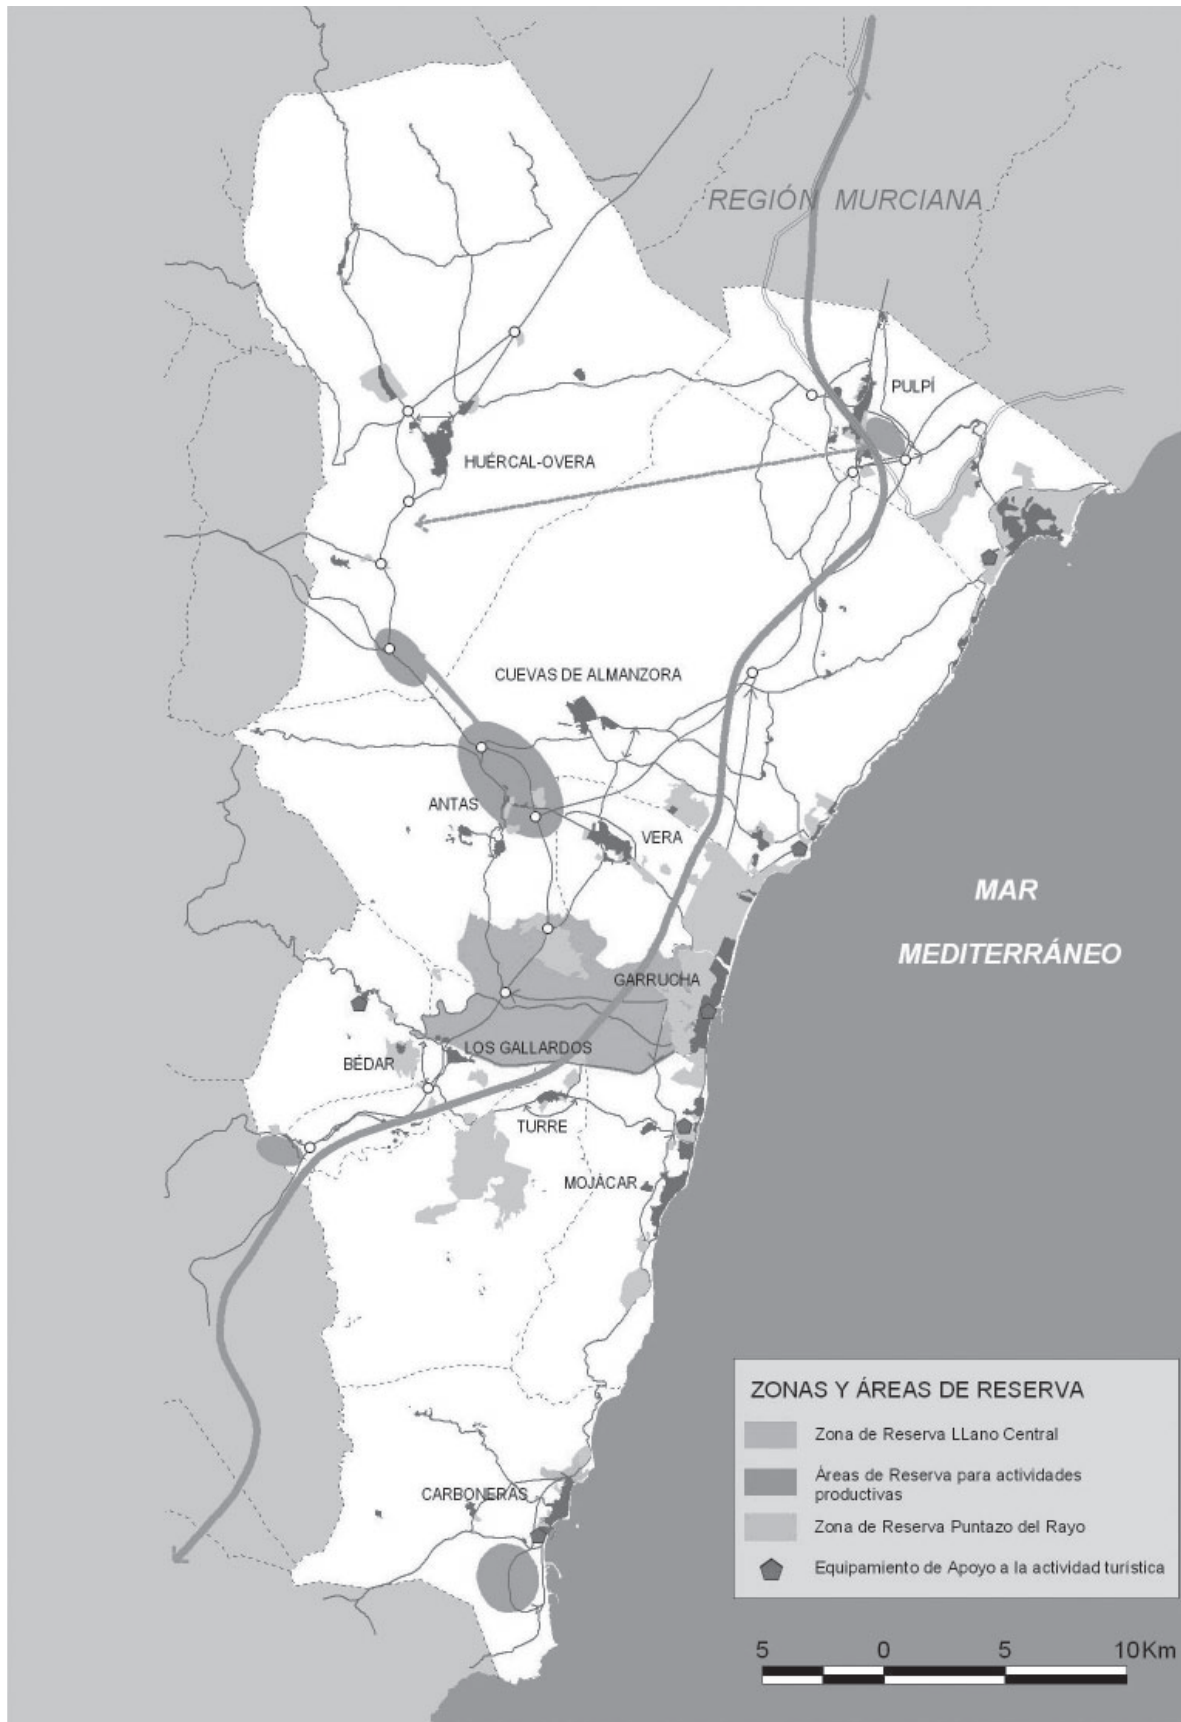 REGIÓN MURCIANA
PULPÍ
HUÉRCAL-OVERA
CUEVAS DE ALMANZORA
ANTAS
VERA
MAR
MEDITERRÁNEO
GARRUCHA
LOS GALLARDOS
BÉDAR
TURRE
MOJÁCAR
CARBONERAS
ZONAS Y ÁREAS DE RESERVA
Zona de Reserva LLano Central
Áreas de Reserva para actividades
productivas
Zona de Reserva Puntazo del Rayo
Equipamiento de Apoyo a la actividad turística
5 0 5 10Km